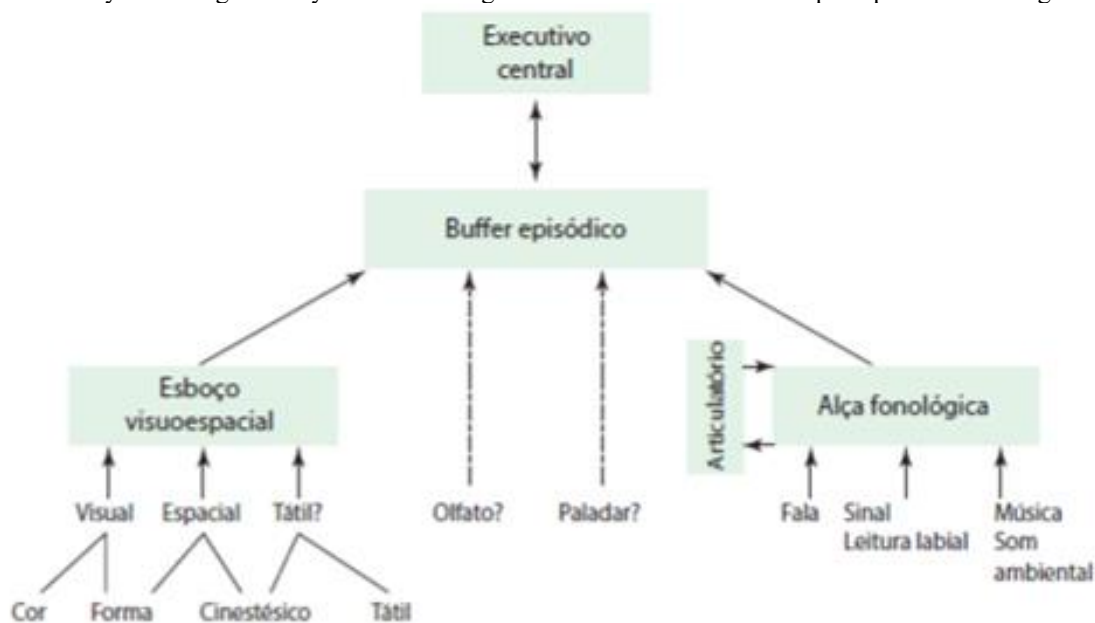 Executivo
central
Buffer episódico
Esboço
visuoespacial
Articulatório
Alça fonológica
Visual Espacial Tátil?
Olfato? Paladar?
Fala Sinal Música
Leitura labial Som
ambiental
Cor Forma Cinestésico Tátil